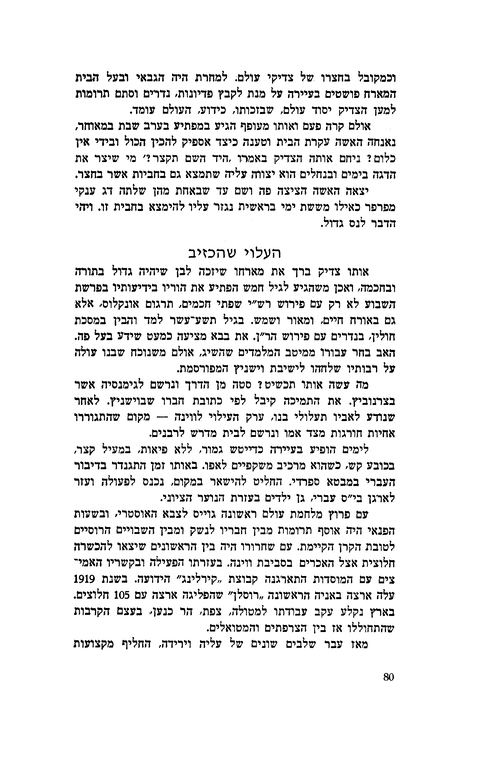 וכמקובל בחצרו של צדיקי עולם. למחרת היה הגבאי ובעל הבית
המארח פושטים בעיירה על מנת לקבץ פדיונות, נדרים וסתם תרומות
למען הצדיק יסוד עולם, שבזכותו, כידוע, העולם עומד.
אולם קרה פעם ואותו מעופף הגיע במפתיע בערב שבת במאוחר,
נאנחה האשה עקרת הבית וטענה כיצד אספיק להכין הכול ובידי אין
כלום? ניחם אותה הצדיק באמרו „היד השם תקצר?״ מי שיצר את
הדגה בימים ובנחלים הוא יצווה עליה שתמצא גם בחביות אשר בחצר.
יצאה האשה הציצה פה ושם עד שבאחת מהן שלתה דג ענקי
מפרפר כאילו מששת ימי בראשית נגזר עליו להימצא בחבית זו. ויהי
הדבר לנס גדול.
העלוי שהכזיב
אותו צדיק ברך את מארחו שיזכה לבן שיהיה גדול בתורה
ובחכמה, ואכן משהגיע לגיל חמש הפתיע את הוריו בידיעותיו בפרשת
השבוע לא רק עם פירוש רש״י שפתי חכמים, תרגום אונקלוס, אלא
גם באורח חיים, ומאור ושמש. בגיל תשע־עשר למד והבין במסכת
חולין, בנדרים עם פירוש הר״ן. את בבא מציעה כמעט שידע בעל פה.
האב בחר עבורו ממיטב המלמדים שהשיג, אולם משנוכח שבנו עולה
על רבותיו שלחהו לישיבת וישניץ המפורסמת.
מה עשה אותו תכשיט? סטה מן הדרך ונרשם לגימנסיה אשר
בצרנוביץ. את התמיכה קיבל לפי כתובת חברו שבוישניץ. לאחר
שנודע לאביו תעלולי בנו, ערק העילוי לווינה — מקום שהתגוררו
אחיות חורגות מצד אמו ונרשם לבית מדרש לרבנים.
לימים הופיע בעיירה כדייטש גמור, ללא פיאות, במעיל קצר,
בכובע קש, כשהוא מרכיב משקפיים לאפו. באותו זמן התגנדר בדיבור
העברי במבטא ספרדי. החליט להישאר במקום, נכנס לפעולה ועזר
לארגן בי״ס עברי, גן ילדים בעזרת הנוער הציוני.
עם פרוץ מלחמת עולם ראשונה גוייס לצבא האוסטרי, ובשעות
הפנאי היה אוסף תרומות מבין חבריו לנשק ומבין השבויים הרוסיים
לטובת הקרן הקיימת. עם שחרורו היה בין הראשונים שיצאו להכשרה
חלוצית אצל האכרים בסביבת ווינה. בעזרתו הפעילה ובקשריו האמי־
צים עם המוסדות התארגנה קבוצת „קירלינג״ הידועה. בשנת 1919
עלה ארצה באניה הראשונה „רוסלן״ שהפליגה ארצה עם 105 חלוצים.
בארץ נקלע עקב עבודתו למטולה, צפת, הר כנען, בעצם הקרבות
שהתחוללו אז בין הצרפתים והמטואלים.
מאז עבר שלבים שונים של עליה וירידה, החליף מקצועות
80